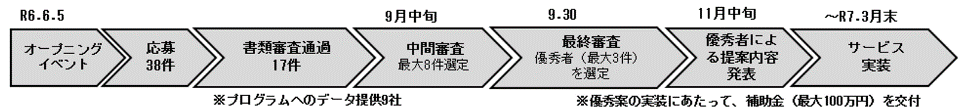 R6.6.5
9月中旬
9.30
11月中旬
～R7.3月末
オープニング
イベント
応募
38件
書類審査通過
17件
中間審査
最大8件選定
最終審査
優秀者（最大3件）
を選定
優秀者によ
る提案内容
発表
サービス
実装
※プログラムへのデータ提供9社
※優秀案の実装にあたって、補助金（最大100万円）を交付